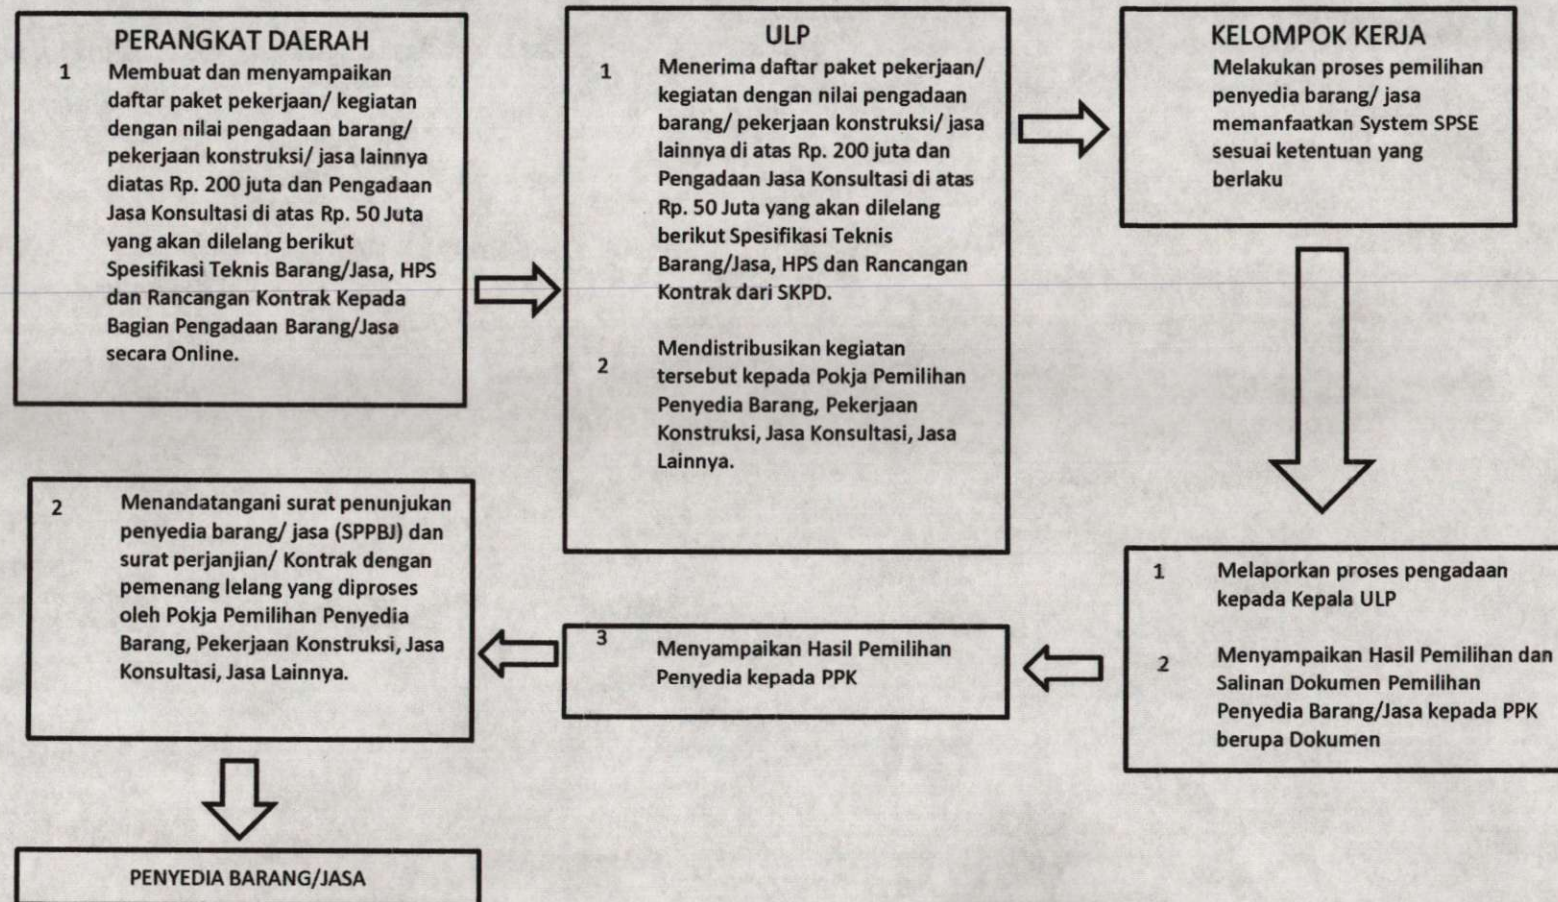 PERANGKAT DAERAH
1 Membuat dan menyampaikan
daftar paket pekerjaan/ kegiatan
dengan nilai pengadaan barang/
pekerjaan konstruksi/ jasa lainnya
diatas Rp. 200 juta dan Pengadaan
Jasa Konsultasi di atas Rp. 50 Juta
yang akan dilelang berikut
Spesifikasi Teknis Barang/Jasa, HPS
dan Rancangan Kontrak Kepada
Bagian Pengadaan Barang/Jasa
secara Online.
ULP
1 Menerima daftar paket pekerjaan/
kegiatan dengan nilai pengadaan
barang/ pekerjaan konstruksi/ jasa
lainnya di atas Rp. 200 juta dan
Pengadaan Jasa Konsultasi di atas
Rp. 50 Juta yang akan dilelang
berikut Spesifikasi Teknis
Barang/Jasa, HPS dan Rancangan
Kontrak dari SKPD.
2 Mendistribusikan kegiatan
tersebut kepada Pokja Pemilihan
Penyedia Barang, Pekerjaan
Konstruksi, Jasa Konsultasi, Jasa
Lainnya.
KELOMPOK KERJA
Melakukan proses pemilihan
penyedia barang/ jasa
memanfaatkan System SPSE
sesuai ketentuan yang
berlaku
1 Melaporkan proses pengadaan
kepada Kepala ULP
2 Menyampaikan Hasil Pemilihan dan
Salinan Dokumen Pemilihan
Penyedia Barang/Jasa kepada PPK
berupa Dokumen
3 Menyampaikan Hasil Pemilihan
Penyedia kepada PPK
2 Menandatangani surat penunjukan
penyedia barang/ jasa (SPPBJ) dan
surat perjanjian/ Kontrak dengan
pemenang lelang yang diproses
oleh Pokja Pemilihan Penyedia
Barang, Pekerjaan Konstruksi, Jasa
Konsultasi, Jasa Lainnya.
PENYEDIA BARANG/JASA